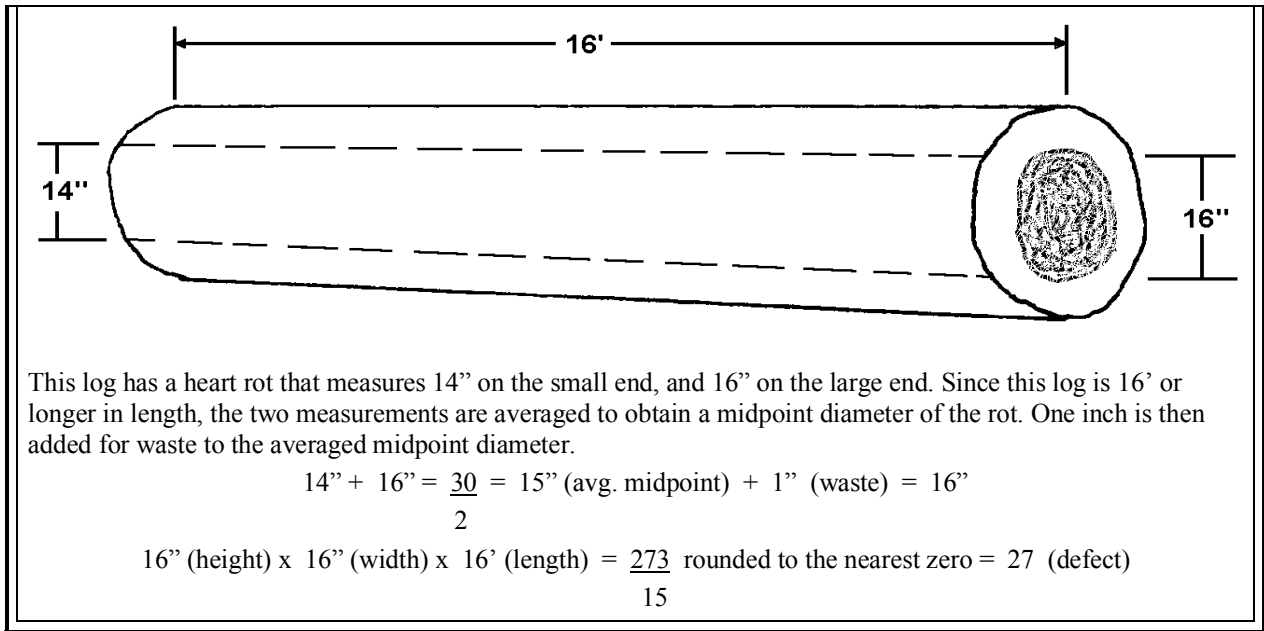 16'
14"
16"
This log has a heart rot that measures 14” on the small end, and 16” on the large end. Since this log is 16’ or
longer in length, the two measurements are averaged to obtain a midpoint diameter of the rot. One inch is then
added for waste to the averaged midpoint diameter.
14” + 16” = 30 = 15” (avg. midpoint) + 1” (waste) = 16”
2
16” (height) x 16” (width) x 16’ (length) = 273 rounded to the nearest zero = 27 (defect)
15